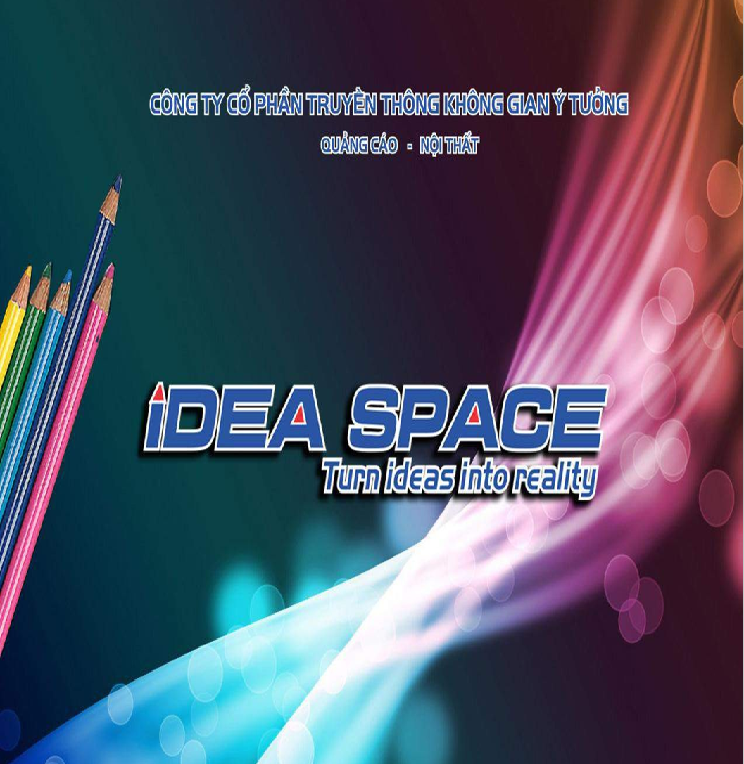 CÔNG TY CỔ PHẦN TRUYỀN THÔNG KHÔNG GIAN Ý TƯỞNG
QUẢNG CÁO - NỘI THẤT
iDEA SPACE
Turn ideas into reality